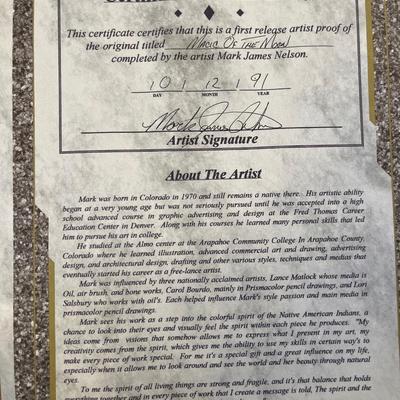 This certificate certifies that this is a first release artist proof of
the original titled Magic Of the Moon
completed by the artist Mark James Nelson.
10 12 91
DAY MONTH YEAR
Artist Signature
About The Artist
Mark was born in Colorado in 1970 and still remains a native there. His artistic ability
began at a very young age but was not seriously pursued until he was accepted into a high
school advanced course in graphic advertising and design at the Fred Thomas Career
Education Center in Denver. Along with his courses he learned many personal skills that led
him to pursue his art in college.
He studied at the Almo center at the Arapahoe Community College In Arapahoe County,
Colorado where he learned illustration, advanced commercial art and drawing, advertising
design, and architectural design, drafting and other various styles, techniques and medias that
eventually started his career as a free-lance artist.
Mark was influenced by three nationally acclaimed artists, Lance Matlock whose media is
Oil, air brush, and bone works, Carol Bourdo, mainly in Prismacolor pencil drawings, and Lori
Salsbury who works with oil's. Each helped influence Mark's style passion and main media in
prismacolor pencil drawings.
Mark sees his work as a step into the colorful spirit of the Native American Indians, a
chance to look into their eyes and visually feel the spirit within each piece he produces. "My
ideas come from visions that somehow allows me to express what I present in my art, my
creativity comes from the spirit, which gives me the ability to use my skills in certain way's to
make every piece of work special. For me it's a special gift and a great influence on my life,
especially when it allows me to look around and see the world and her beauty through natural
eyes.
To me the spirit of all living things are strong and fragile, and it's that balance that holds
everything together and in every piece of work that I create a message is told, The spirit and the